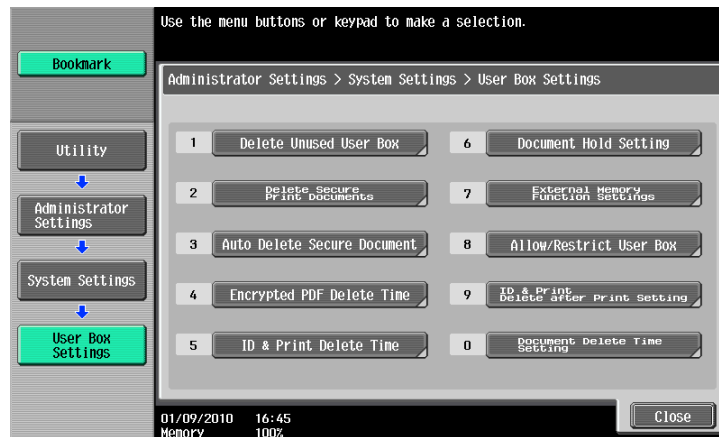 Use the menu buttons or keypad to make a selection.
Bookmark
Administrator Settings > System Settings > User Box Settings
Utility
Administrator
Settings
System Settings
User Box
Settings
1 Delete Unused User Box
2 Delete Secure
Print Documents
3 Auto Delete Secure Document
4 Encrypted PDF Delete Time
5 ID & Print Delete Time
6 Document Hold Setting
7 External Memory
Function Settings
8 Allow/Restrict User Box
9 ID & Print
Delete after Print Setting
0 Document Delete Time
Setting
01/09/2010 16:45
Memory 100%
Close